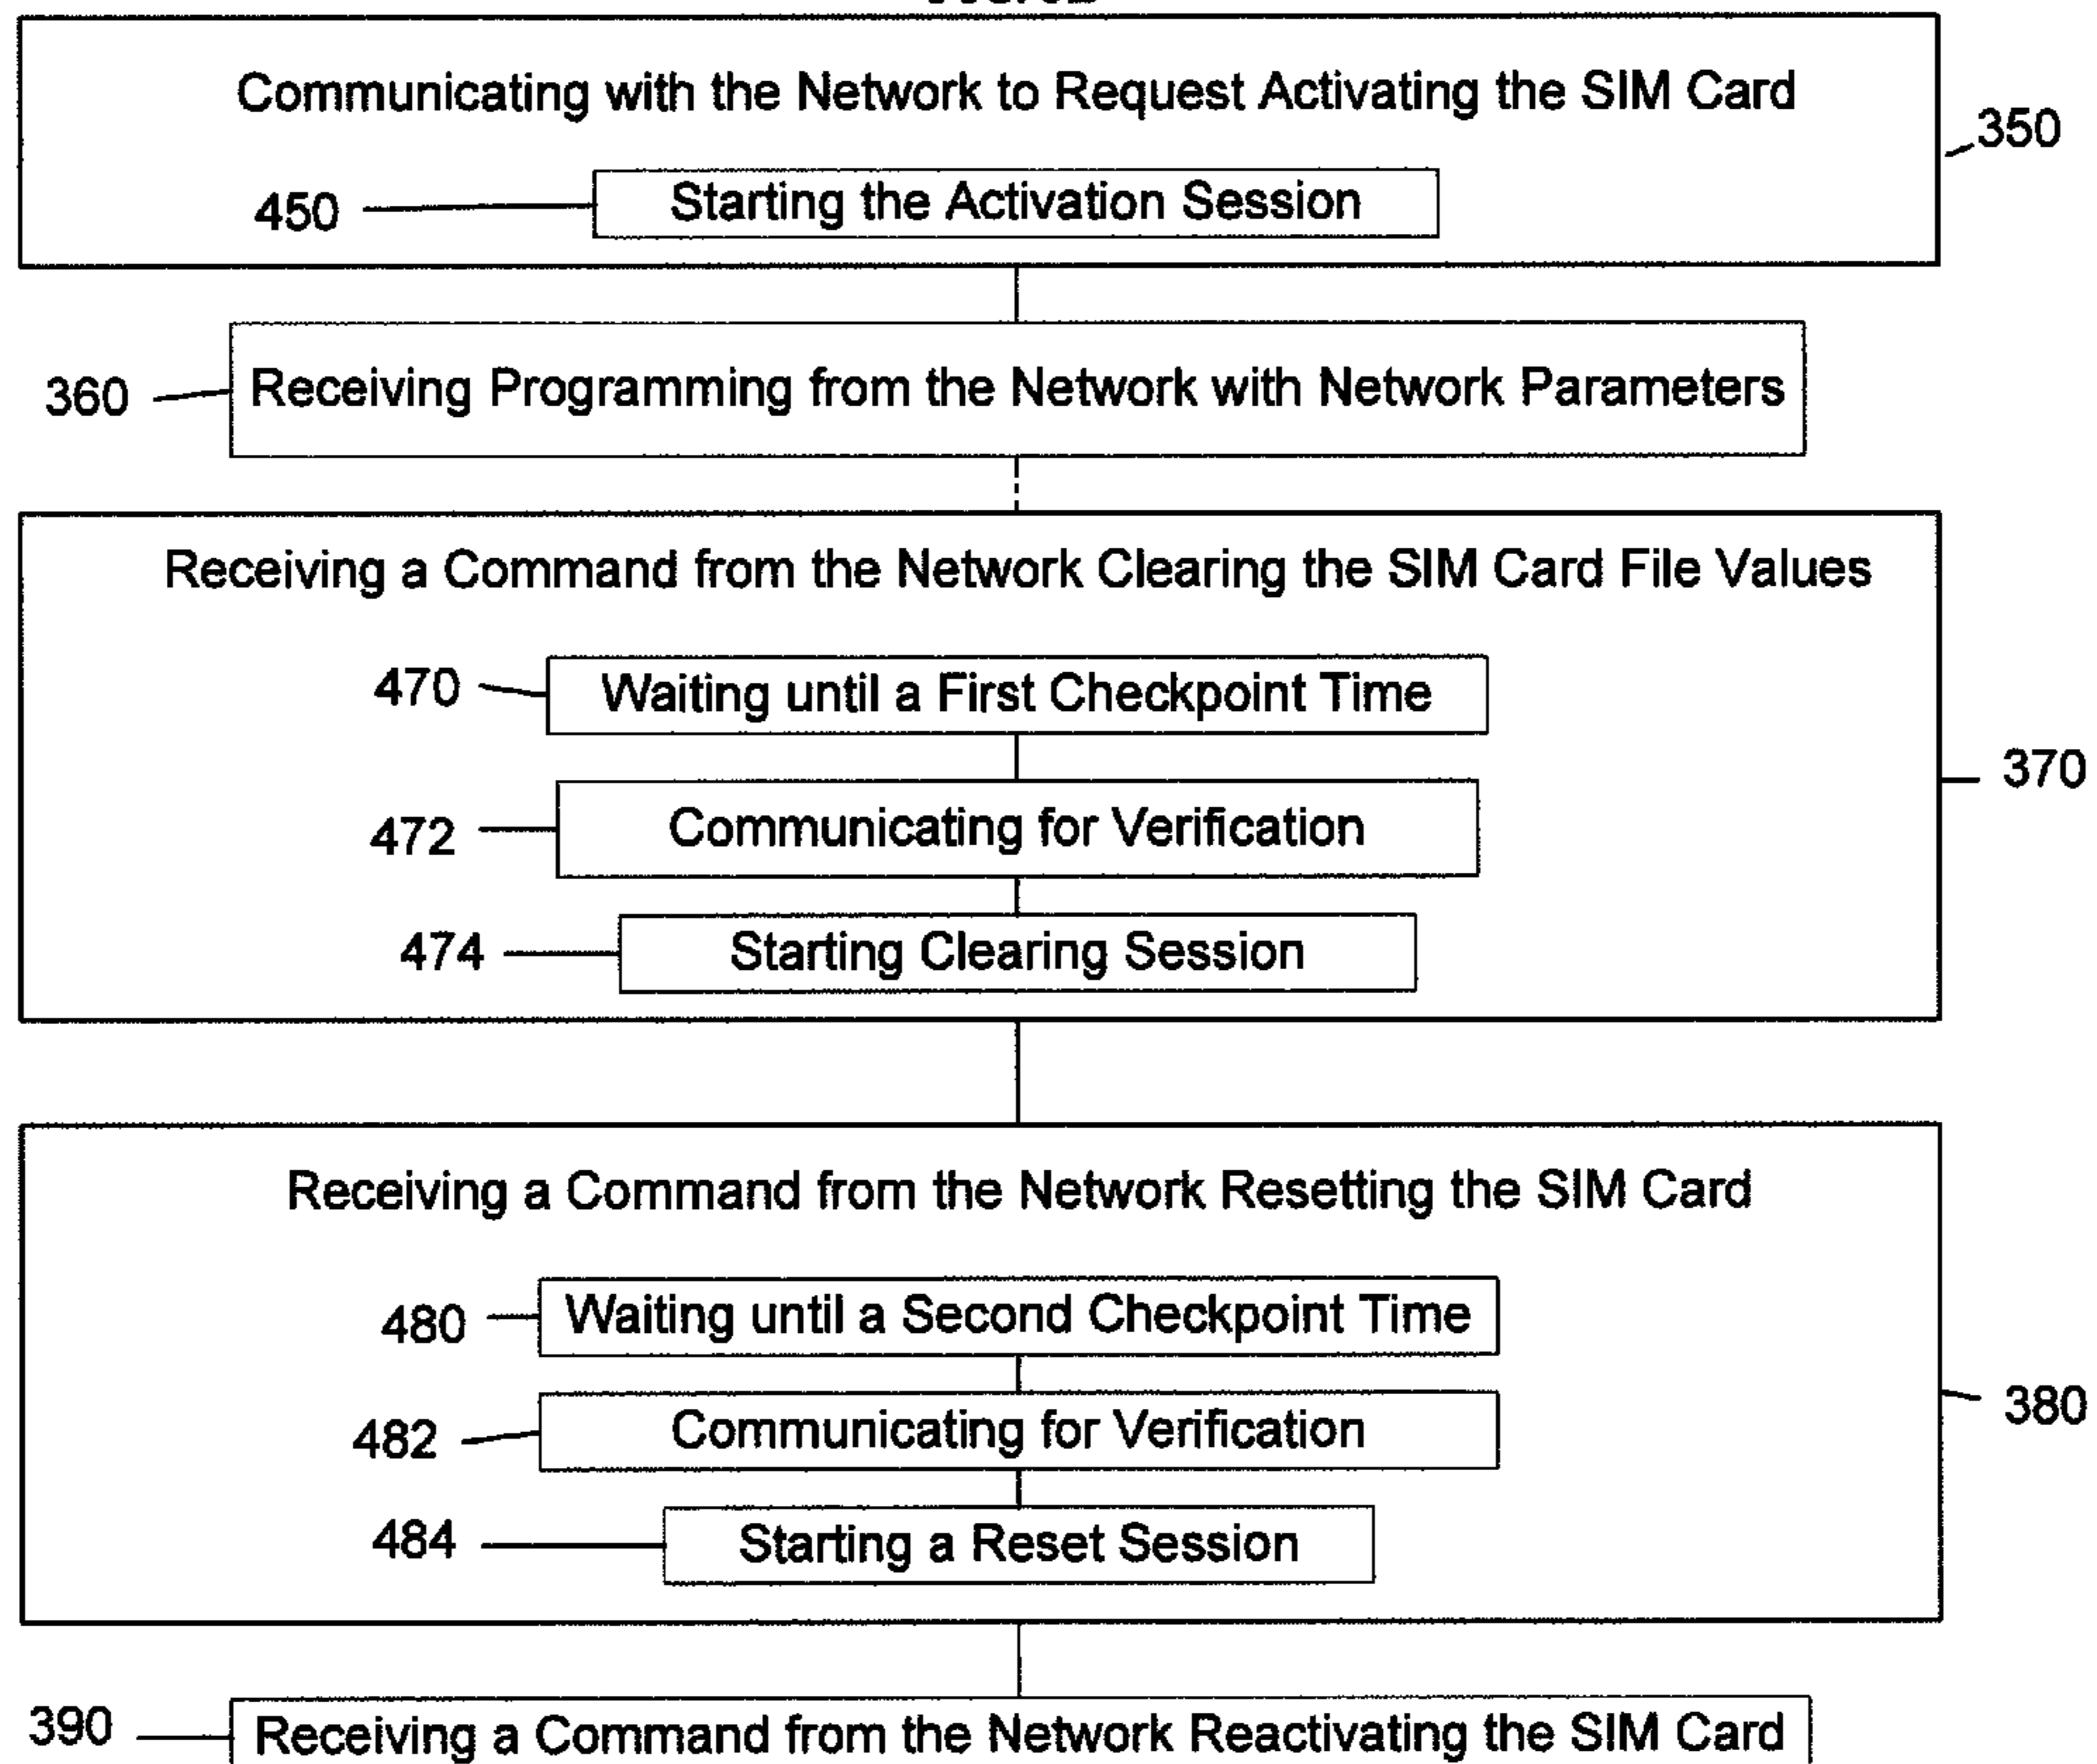 Communicating with the Network to Request Activating the SIM Card
350
450 Starting the Activation Session
360 Receiving Programming from the Network with Network Parameters
Receiving a Command from the Network Clearing the SIM Card File Values
470 Waiting until a First Checkpoint Time
370
472 Communicating for Verification
474 Starting Clearing Session
Receiving a Command from the Network Resetting the SIM Card
480 Waiting until a Second Checkpoint Time
380
482 Communicating for Verification
484 Starting a Reset Session
390 Receiving a Command from the Network Reactivating the SIM Card